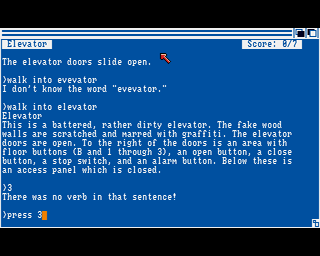 Elevator Score: 0/7
The elevator doors slide open.
)walk into evevator
I don't know the word "evevator."
)walk into elevator
Elevator
This is a battered, rather dirty elevator. The fake wood
walls are scratched and marred with graffiti. The elevator
doors are open. To the right of the doors is an area with
floor buttons (B and 1 through 3), an open button, a close
button, a stop switch, and an alarm button. Below these is
an access panel which is closed.
)3
There was no verb in that sentence!
)press 3